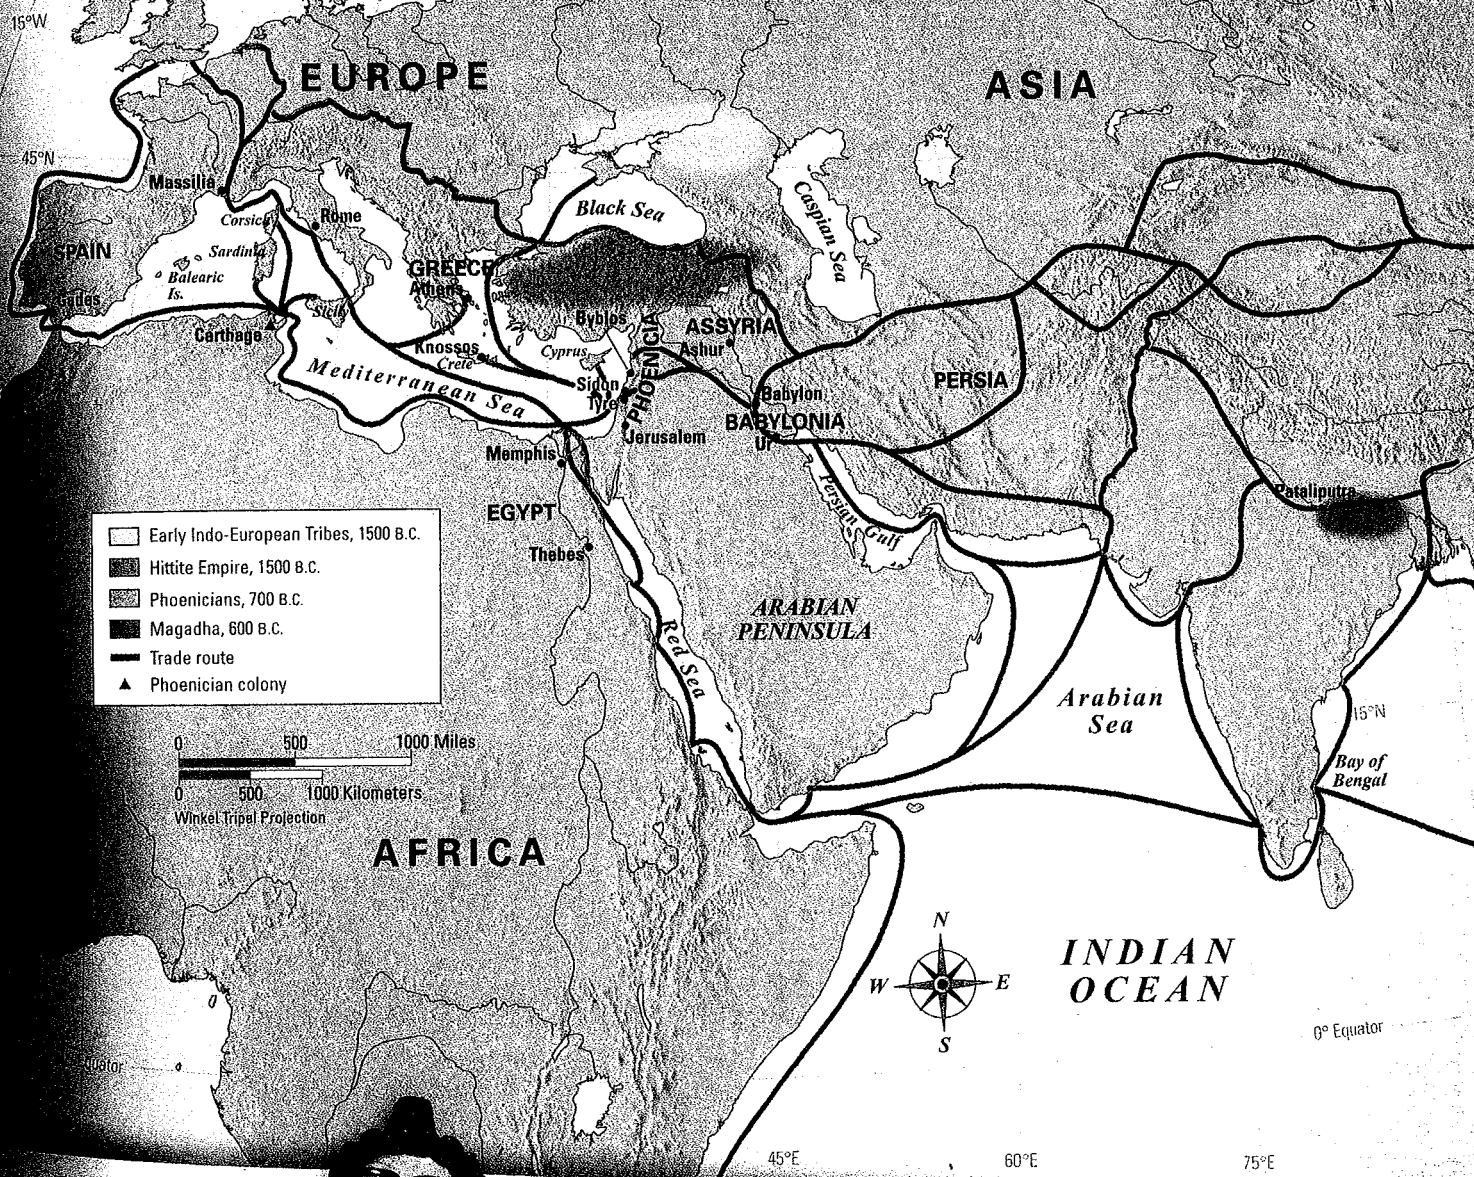 15°W
EUROPE
ASIA
45°N
Massilia
Corsica
Rome
Black Sea
Caspian Sea
SPAIN
Sardinia
Balearic
Is.
GREECE
Athens
Gades
Sicily
Byblos
ASSYRIA
Ashur
Carthage
Knossos
Crete
Cyprus
PHOENICIA
Mediterranean Sea
Sidon
Tyre
PERSIA
Babylon
BABYLONIA
Ur
Jerusalem
Memphis
Persian Gulf
Pataliputra
EGYPT
Thebes
Early Indo-European Tribes, 1500 B.C.
Hittite Empire, 1500 B.C.
Phoenicians, 700 B.C.
Magadha, 600 B.C.
Trade route
Phoenician colony
ARABIAN
PENINSULA
Red Sea
Arabian
Sea
15°N
Bay of
Bengal
0 500 1000 Miles
0 500 1000 Kilometers
Winkel Tripel Projection
AFRICA
N
W E
S
INDIAN
OCEAN
0° Equator
45°E 60°E 75°E